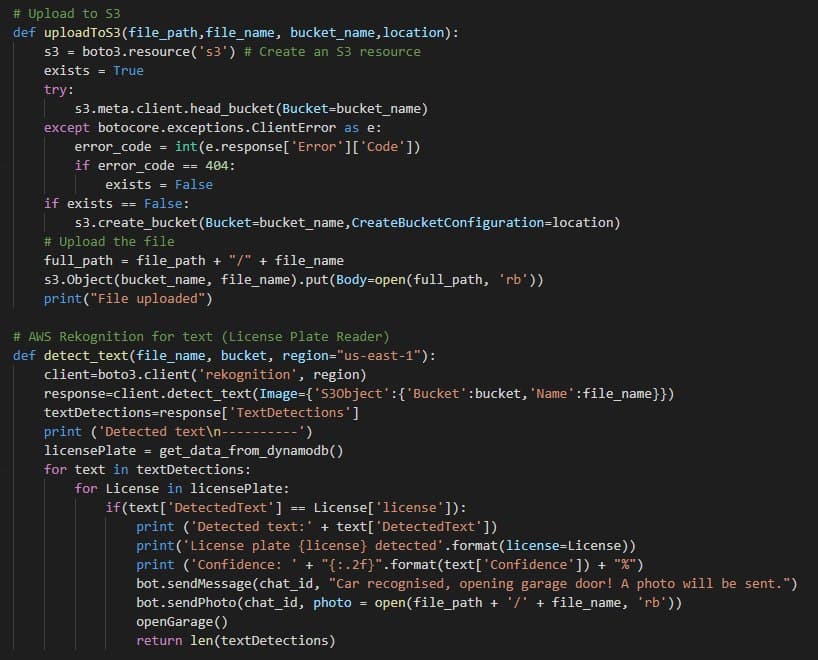 # Upload to S3
def uploadToS3(file_path,file_name, bucket_name,location):
    s3 = boto3.resource('s3') # Create an S3 resource
    exists = True
    try:
        s3.meta.client.head_bucket(Bucket=bucket_name)
    except botocore.exceptions.ClientError as e:
        error_code = int(e.response['Error']['Code'])
        if error_code == 404:
            exists = False
    if exists == False:
        s3.create_bucket(Bucket=bucket_name,CreateBucketConfiguration=location)
    # Upload the file
    full_path = file_path + "/" + file_name
    s3.Object(bucket_name, file_name).put(Body=open(full_path, 'rb'))
    print("File uploaded")

# AWS Rekognition for text (License Plate Reader)
def detect_text(file_name, bucket, region="us-east-1"):
    client=boto3.client('rekognition', region)
    response=client.detect_text(Image={'S3Object':{'Bucket':bucket,'Name':file_name}})
    textDetections=response['TextDetections']
    print ('Detected text\n----------')
    licensePlate = get_data_from_dynamodb()
    for text in textDetections:
        for License in licensePlate:
            if(text['DetectedText'] == License['license']):
                print ('Detected text:' + text['DetectedText'])
                print('License plate {license} detected'.format(license=License))
                print ('Confidence: ' + "{:.2f}".format(text['Confidence']) + "%")
                bot.sendMessage(chat_id, "Car recognised, opening garage door! A photo will be sent.")
                bot.sendPhoto(chat_id, photo = open(file_path + '/' + file_name, 'rb'))
                openGarage()
                return len(textDetections)